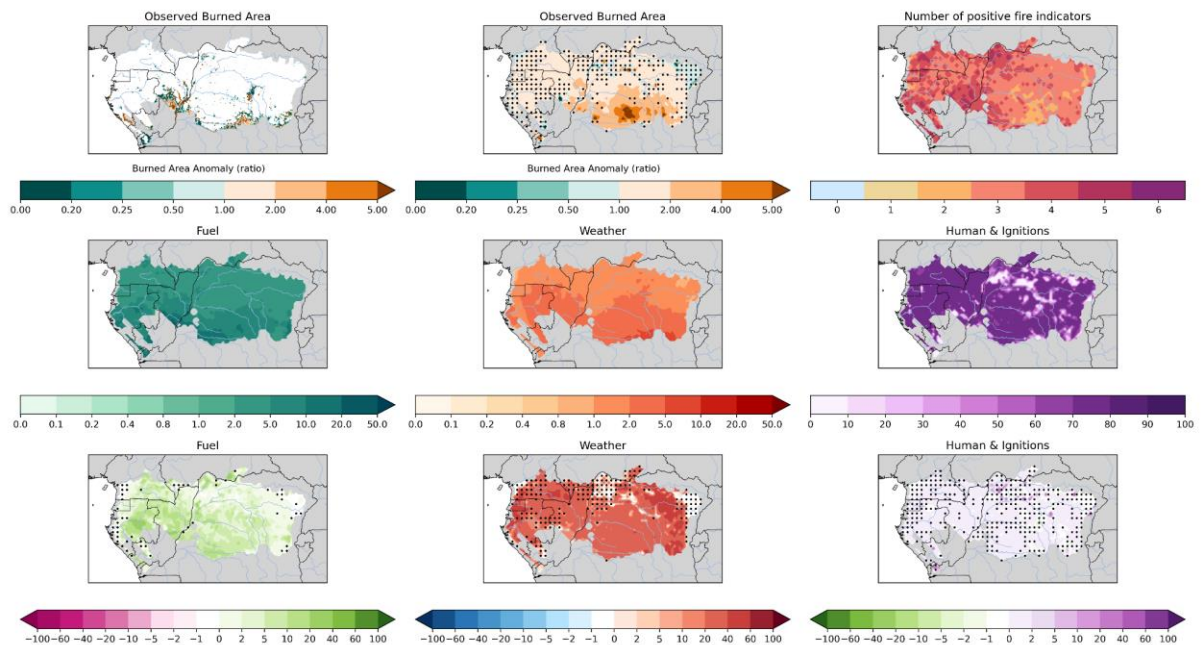 Observed Burned Area
Observed Burned Area
Number of positive fire indicators
Burned Area Anomaly (ratio)
Burned Area Anomaly (ratio)
0.00 0.20 0.25 0.50 1.00 2.00 4.00 5.00
0.00 0.20 0.25 0.50 1.00 2.00 4.00 5.00
0 1 2 3 4 5 6
Fuel
Weather
Human & Ignitions
0.0 0.1 0.2 0.4 0.8 1.0 2.0 10.0 20.0 50.0
0.0 0.1 0.2 0.4 0.8 1.0 2.0 10.0 20.0 50.0
0 10 20 30 40 50 60 70 80 90 100
Fuel
Weather
Human & Ignitions
−100−60 −40 −20 −10 −5 −2 −1 0 2 5 10 20 40 60 100
−100−60 −40 −20 −10 −5 −2 −1 0 2 5 10 20 40 60 100
−100−60 −40 −20 −10 −5 −2 −1 0 2 5 10 20 40 60 100